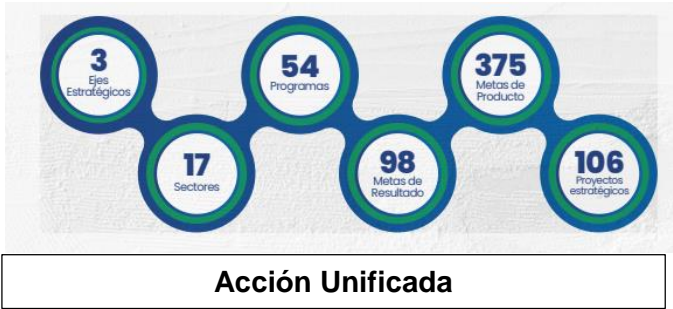 3
Ejes
Estratégicos
17
Sectores
54
Programas
98
Metas de
Resultado
375
Metas de
Producto
106
Proyectos
estratégicos
Acción Unificada